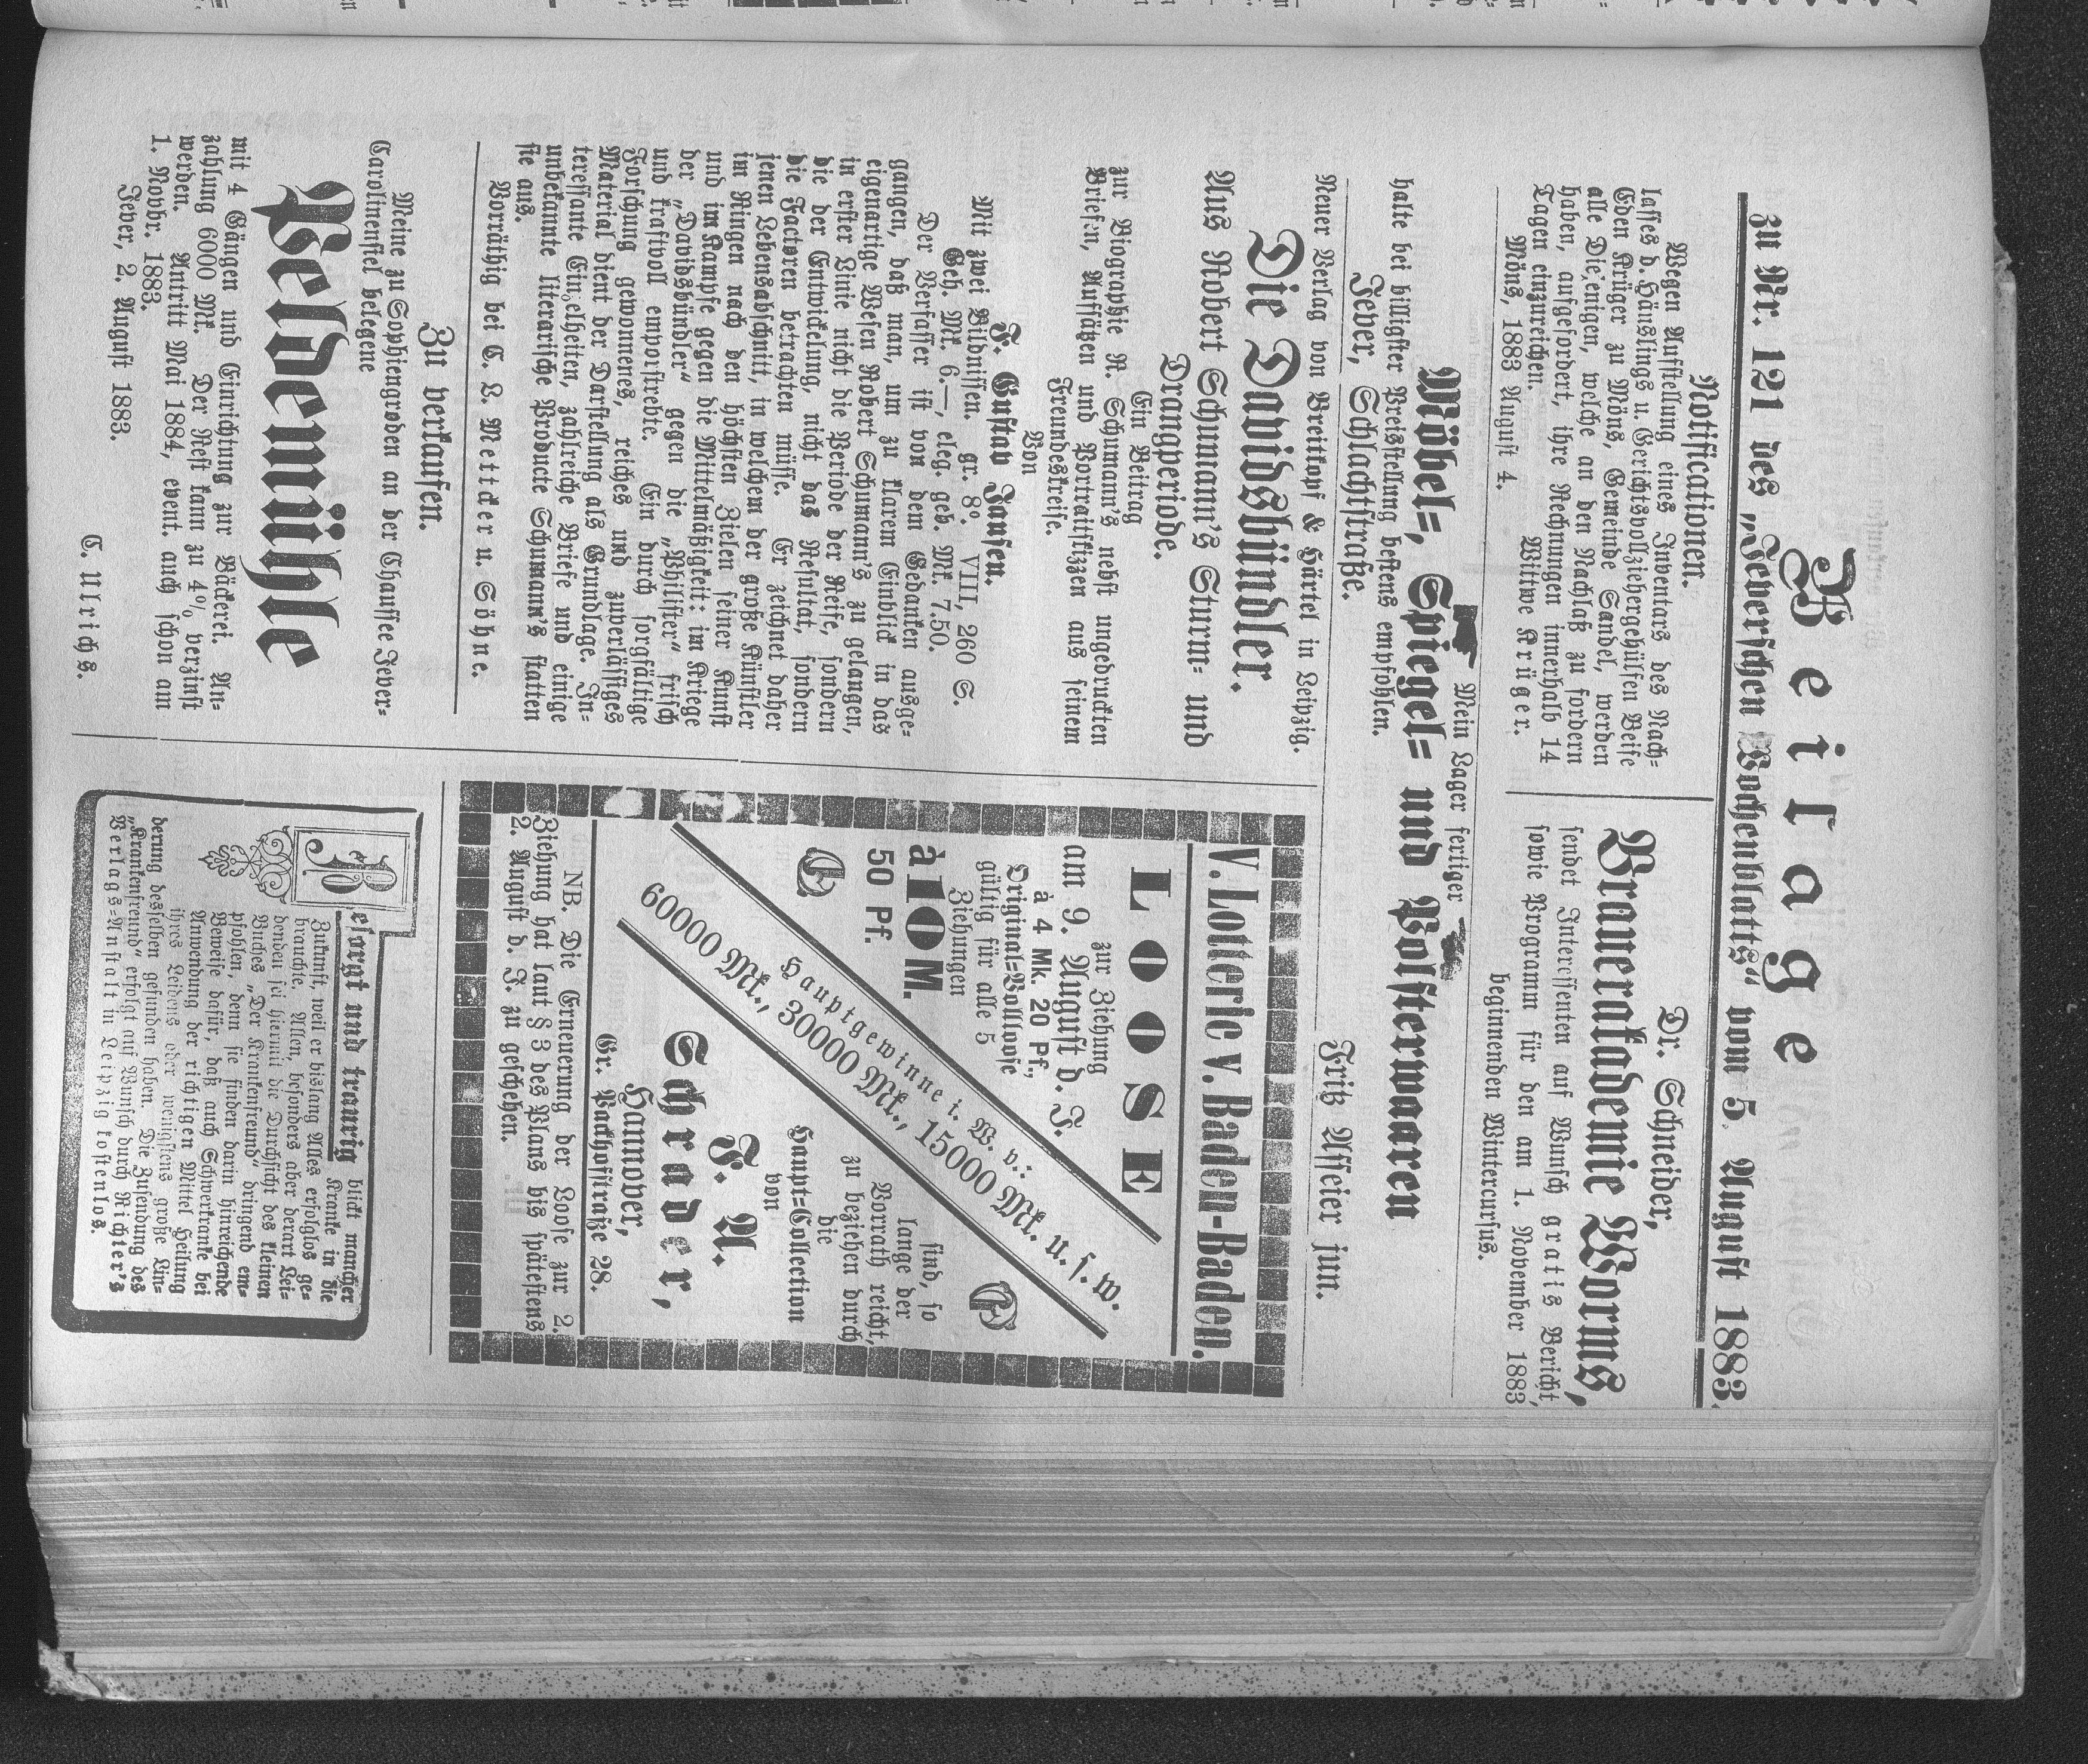 Beilage
zu Nr. 121 des „Jeverschen Wochenblatts“ vom 5. August 1883.
Notificationen.
Wegen Aufstellung eines Inventars des Nach-
lasses d. Häuslings u. Gerichtsvollziehergehülfen Beise
Eden Krüger zu Möns, Gemeinde Sandel, werden
alle Diejenigen, welche an den Nachlaß zu fordern
haben, aufgefordert, ihre Rechnungen innerhalb 14
Tagen einzureichen.
Möns, 1883 August 4. Witwe Krüger.
Dr. Schneider,
Brauerakademie Worms,
sendet Interessenten auf Wunsch gratis Bericht,
sowie Programm für den am 1. November 1883
beginnenden Wintercursus.
Mein Lager fertiger
Möbel=, Spiegel= und Polsterwaaren
halte bei billigster Preisstellung bestens empfohlen.
Jever, Schlachtstraße. Fritz Asseier jun.
Neuer Verlag von Breitkopf & Härtel in Leipzig.
Die Davidsbündler.
Aus Robert Schumann's Sturm= und
Drangperiode.
Ein Beitrag
zur Biographie R. Schumann's nebst ungedruckten
Briefen, Aufsätzen und Portraitskizzen aus seinem
Freundeskreise.
Von
F. Gustav Jansen.
Mit zwei Bildnissen. gr. 8°. VIII, 260 S.
Geh. Mk. 6.—, eleg. geb. Mk. 7.50.
Der Verfasser ist von dem Gedanken ausge=
gangen, daß man, um zu klarem Einblick in das
eigenartige Wesen Robert Schumann's zu gelangen,
in erster Linie nicht die Periode der Reife, sondern
die der Entwickelung, nicht das Resultat, sondern
die Factoren betrachten müsse. Er zeichnet daher
jenen Lebensabschnitt, in welchem der große Künstler
im Ringen nach den höchsten Zielen seiner Kunst
und im Kampfe gegen die Mittelmäßigkeit: im Kriege
der „Davidsbündler“ gegen die „Philister“ frisch
und kraftvoll emporstrebte. Ein durch sorgfältige
Forschung gewonnenes, reiches und zuverlässiges
Material dient der Darstellung als Grundlage. In=
teressante Einzelheiten, zahlreiche Briefe und einige
unbekannte literarische Producte Schumann's statten
sie aus.
Vorräthig bei C. L. Mettcker u. Söhne.
Zu verkaufen.
Meine zu Sophiengroden an der Chaussee Jever=
Carolinensiel belegene
Peldemühle
mit 4 Gängen und Einrichtung zur Bäckerei. An=
zahlung 6000 Mk. Der Rest kann zu 4% verzinst
werden. Antritt Mai 1884, event. auch schon am
1. Novbr. 1883.
Jever, 2. August 1883.
C. Ulrichs.
V. Lotterie v. Baden-Baden.
LOOSE
zur Ziehung
am 9. August d. J.
Original=Vollloose
à 4 Mk. 20 Pf.,
gültig für alle 5
Ziehungen
à 10 M.
50 Pf.
Hauptgewinne i. W. v.:
60000 Mk., 30000 Mk., 15000 Mk. u. s. w.
sind, so
lange der
Vorrath reicht,
zu beziehen durch
die
Haupt=Collection
von
F. A.
Schrader,
Hannover,
Gr. Packhofstraße 28.
NB. Die Erneuerung der Loose zur 2.
Ziehung hat laut § 3 des Plans bis spätestens
2. August d. J. zu geschehen.
Besorgt und traurig blickt mancher
Kranke in die
Zukunft, weil er bislang Alles erfolglos ge=
brauchte. Allen, besonders aber derart Lei=
denden sei hiermit die Durchsicht des kleinen
Buches „Der Krankenfreund“ dringend em=
pfohlen, denn sie finden darin hinreichende
Beweise dafür, daß auch Schwerkranke bei
Anwendung der richtigen Mittel Heilung
ihres Leidens oder wenigstens große Lin=
derung desselben gefunden haben. Die Zusendung des
„Krankenfreund“ erfolgt auf Wunsch durch Richter's
Verlags=Anstalt in Leipzig kostenlos.